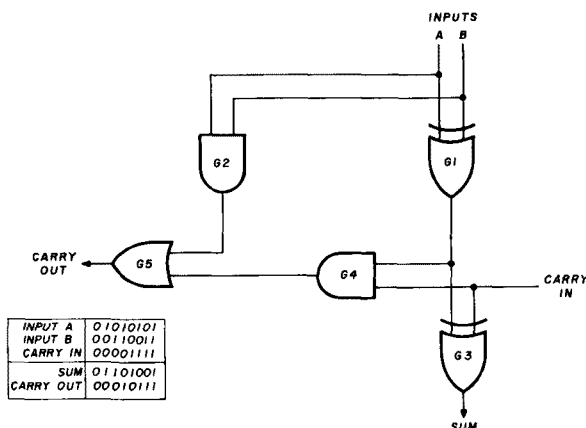 INPUTS
A B
G2
G1
CARRY
OUT
G5
G4
CARRY
IN
G3
SUM
INPUT A 01010101
INPUT B 00110011
CARRY IN 00001111
SUM 01101001
CARRY OUT 00010111